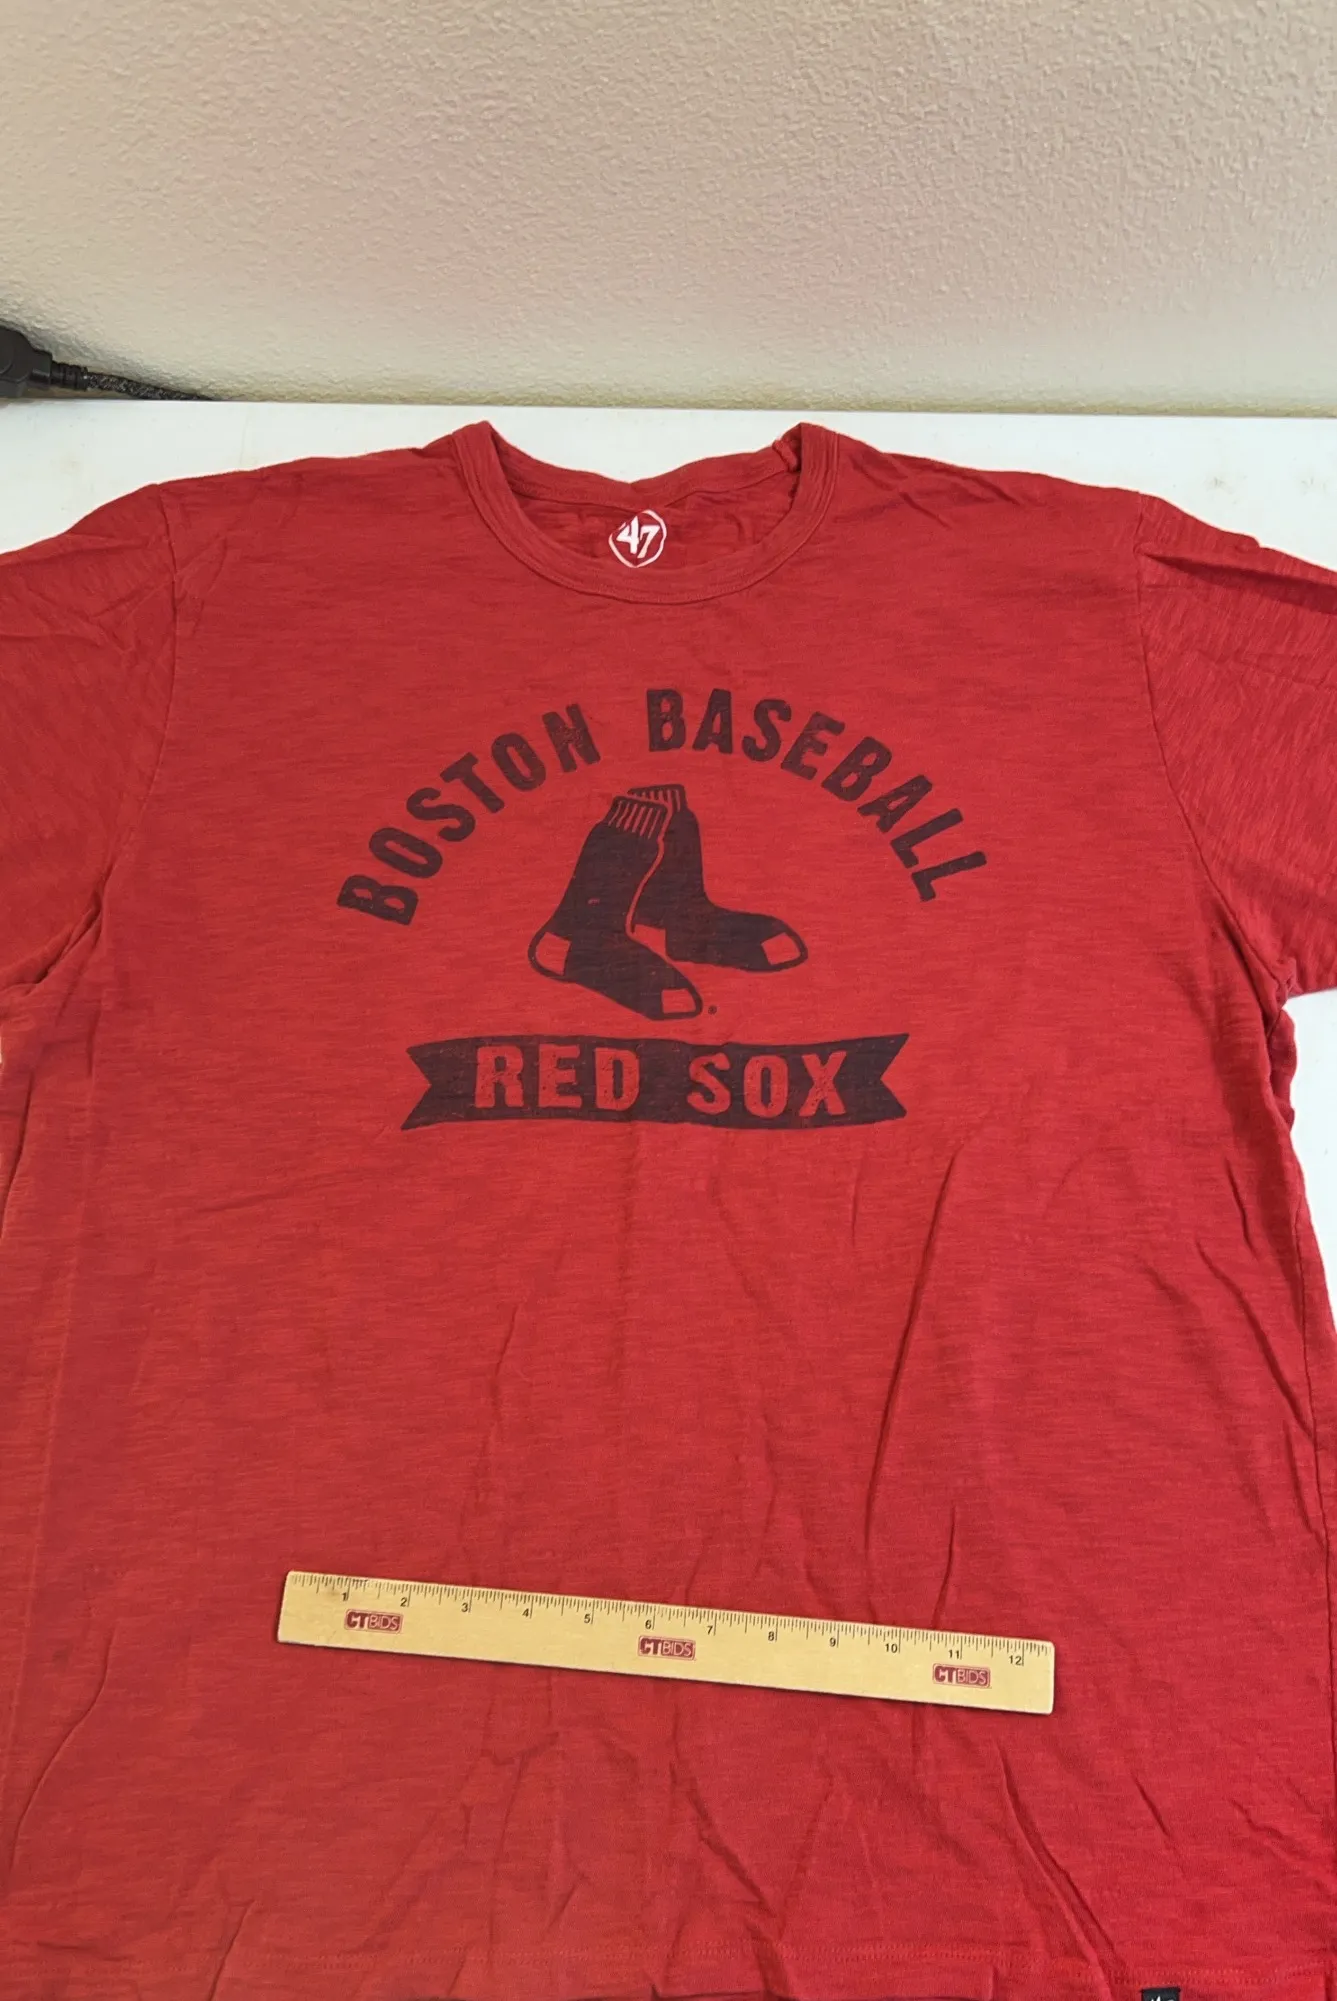 47
BOSTON BASEBALL
RED SOX
1 2 3 4 5 6 7 8 9 10 11 12
CTBIDS CTBIDS CTBIDS